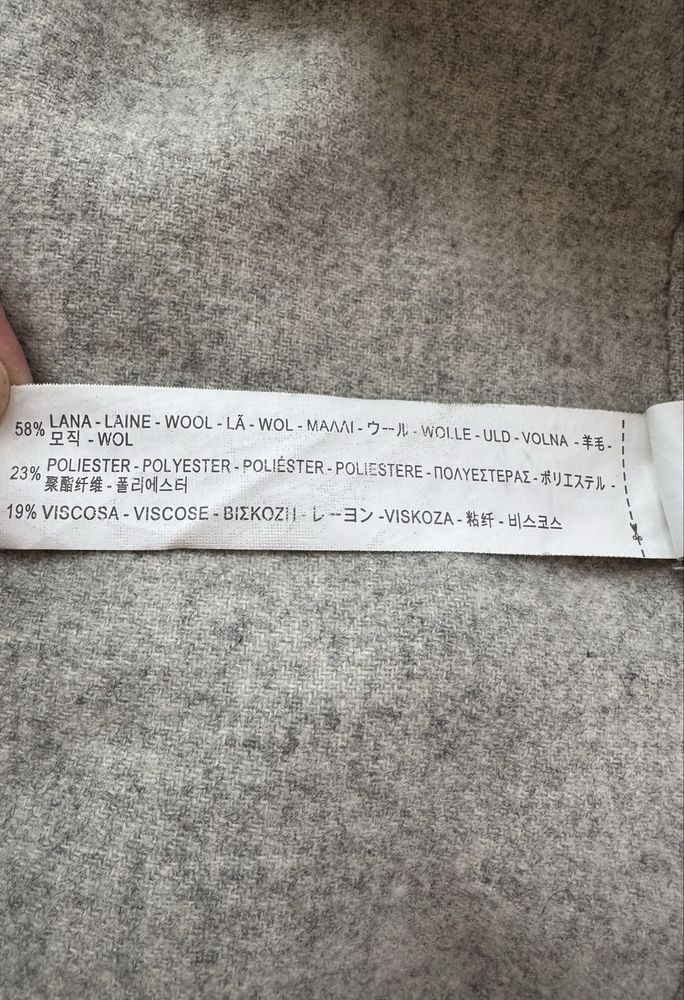 58% LANA - LAINE - WOOL - LÃ - WOL - ΜΑΛΛΙ - ウール - WOLLE - ULD - VOLNA - 羊毛 -
모직 - WOL
23% POLIESTER - POLYESTER - POLIÉSTER - POLIESTERE - ΠΟΛΥΕΣΤΕΡΑΣ - ポリエステル -
聚酯纤维 - 폴리에스터
19% VISCOSA - VISCOSE - ΒΙΣΚΟΖΗ - レーヨン -VISKOZA - 粘纤 - 비스코스